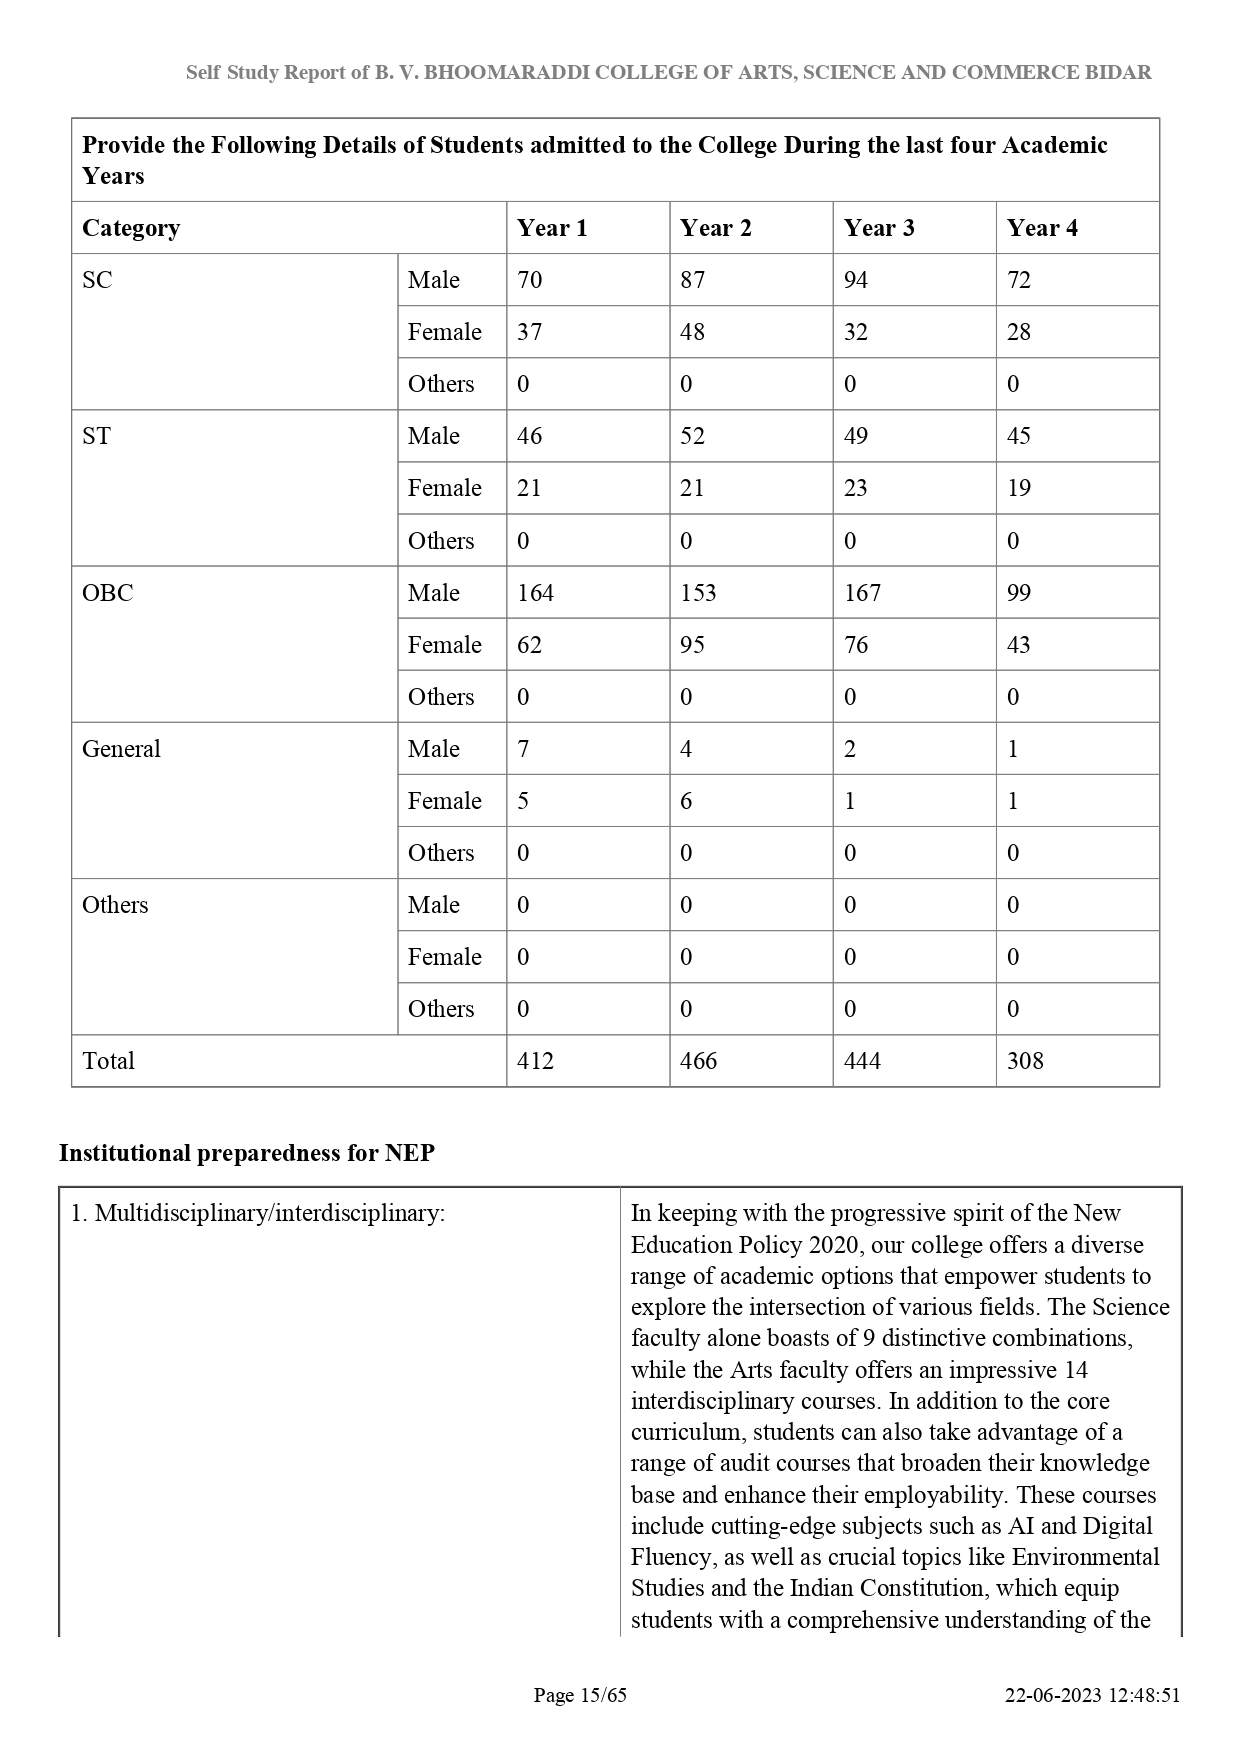 Self Study Report of B. V. BHOOMARADDI COLLEGE OF ARTS, SCIENCE AND COMMERCE BIDAR
Provide the Following Details of Students admitted to the College During the last four Academic
Years
Category Year 1 Year 2 Year 3 Year 4
SC Male 70 87 94 72
Female 37 48 32 28
Others 0 0 0 0
ST Male 46 52 49 45
Female 21 21 23 19
Others 0 0 0 0
OBC Male 164 153 167 99
Female 62 95 76 43
Others 0 0 0 0
General Male 7 4 2 1
Female 5 6 1 1
Others 0 0 0 0
Others Male 0 0 0 0
Female 0 0 0 0
Others 0 0 0 0
Total 412 466 444 308
Institutional preparedness for NEP
1. Multidisciplinary/interdisciplinary: In keeping with the progressive spirit of the New
Education Policy 2020, our college offers a diverse
range of academic options that empower students to
explore the intersection of various fields. The Science
faculty alone boasts of 9 distinctive combinations,
while the Arts faculty offers an impressive 14
interdisciplinary courses. In addition to the core
curriculum, students can also take advantage of a
range of audit courses that broaden their knowledge
base and enhance their employability. These courses
include cutting-edge subjects such as AI and Digital
Fluency, as well as crucial topics like Environmental
Studies and the Indian Constitution, which equip
students with a comprehensive understanding of the
Page 15/65 22-06-2023 12:48:51